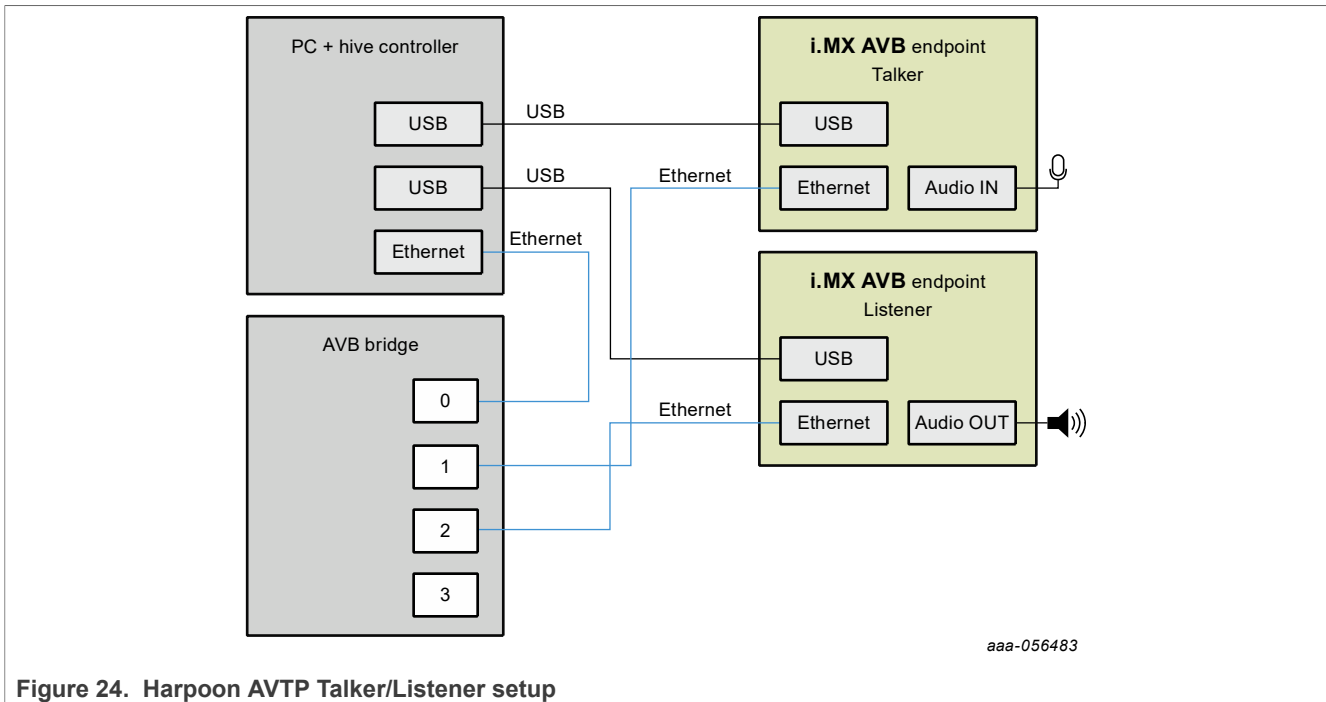 PC + hive controller
USB
USB
Ethernet
USB
USB
Ethernet
AVB bridge
0
1
2
3
i.MX AVB endpoint
Talker
USB
Ethernet
Ethernet
Audio IN
i.MX AVB endpoint
Listener
USB
Ethernet
Ethernet
Audio OUT
aaa-056483
Figure 24. Harpoon AVTP Talker/Listener setup